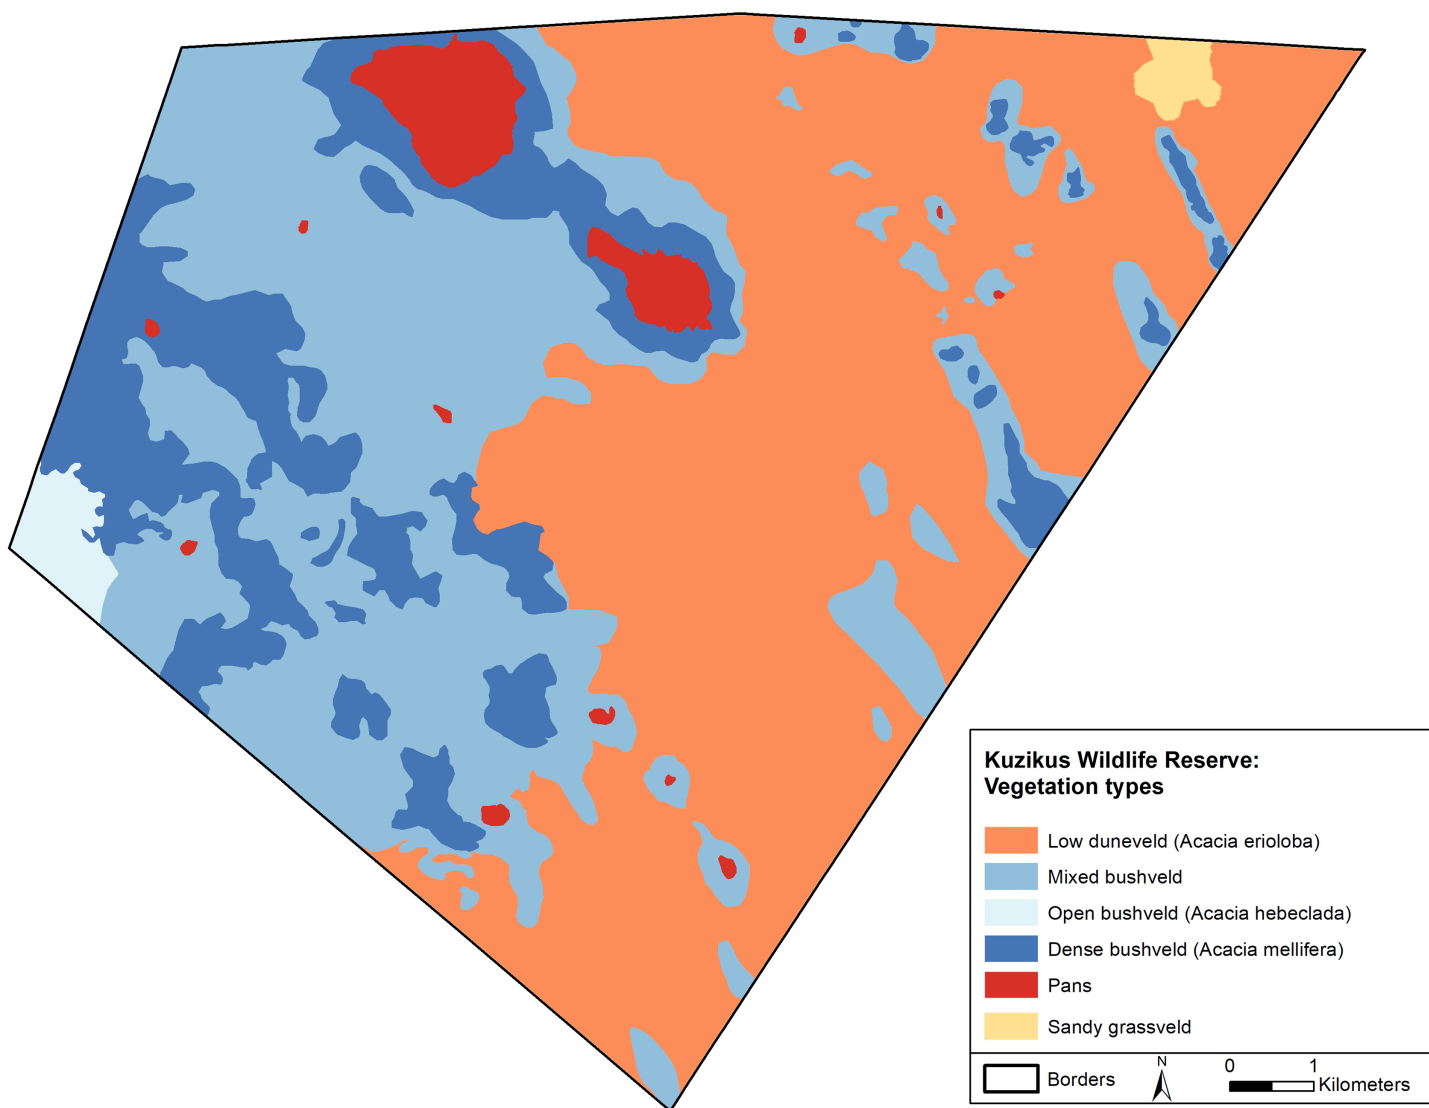 Kuzikus Wildlife Reserve:
Vegetation types
Low duneveld (Acacia erioloba)
Mixed bushveld
Open bushveld (Acacia hebeclada)
Dense bushveld (Acacia mellifera)
Pans
Sandy grassveld
Borders
N
0 1
Kilometers